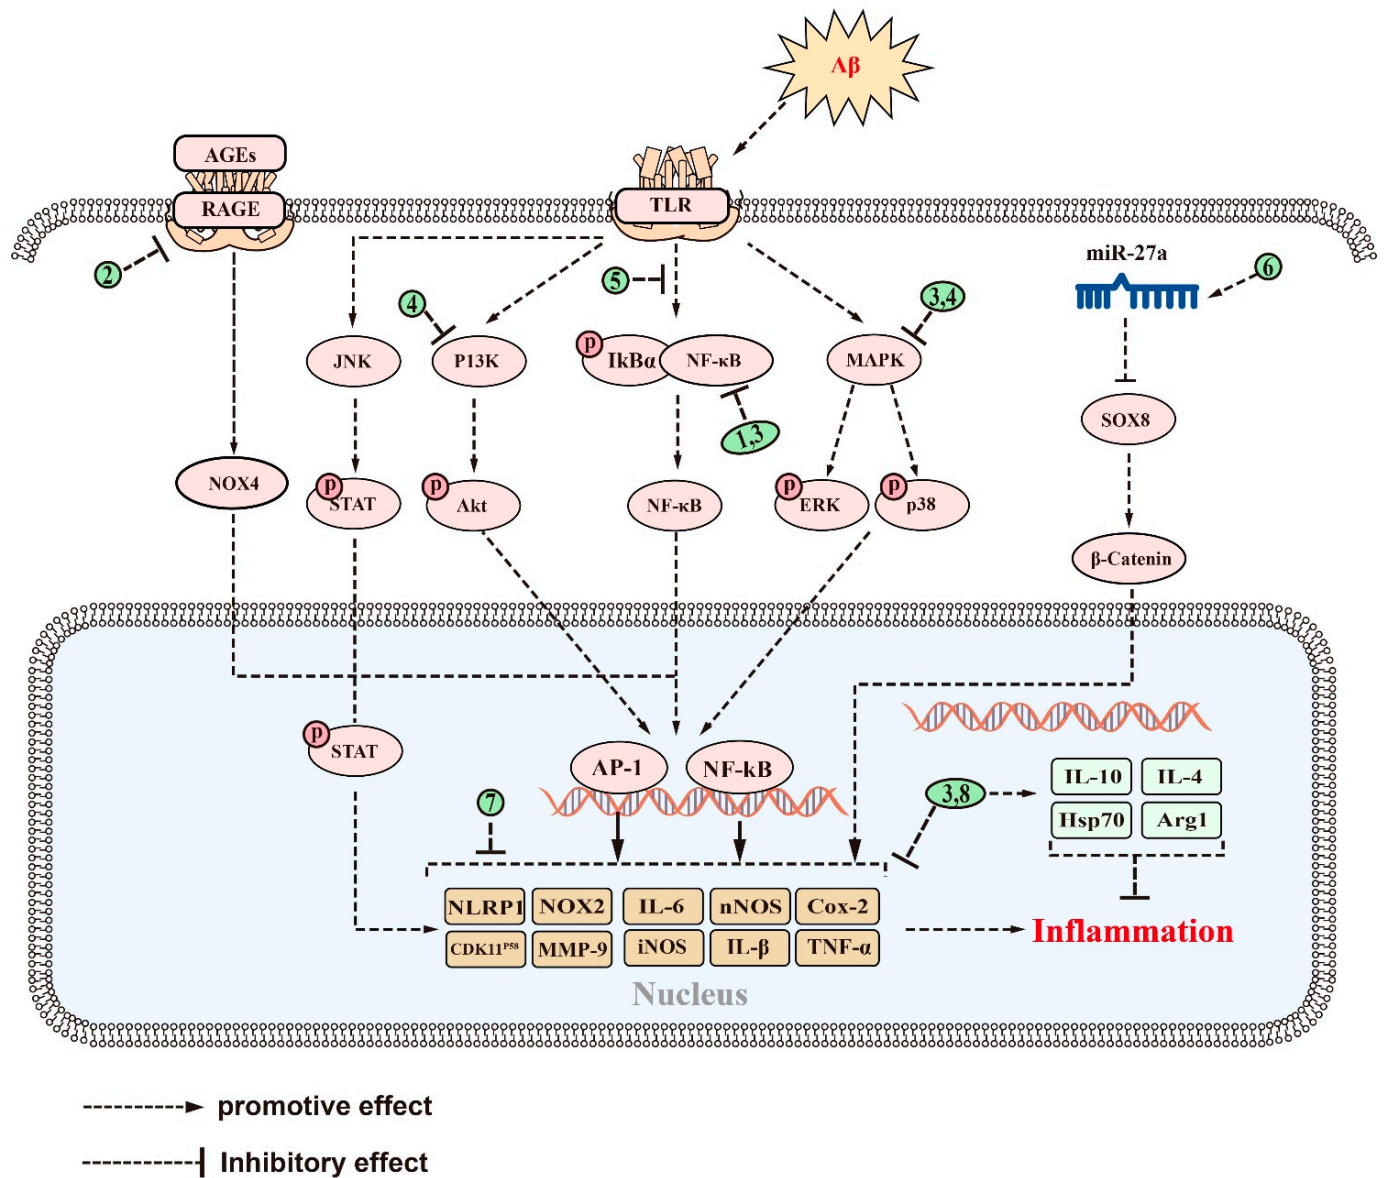 Aβ
AGEs
RAGE
TLR
miR-27a
2
5
6
4
3,4
JNK
P13K
p
IkBα
NF-κB
MAPK
SOX8
1,3
NOX4
p
STAT
p
Akt
NF-κB
p
ERK
p
p38
β-Catenin
p
STAT
AP-1
NF-kB
7
3,8
IL-10
IL-4
Hsp70
Arg1
NLRP1
NOX2
IL-6
nNOS
Cox-2
CDK11P58
MMP-9
iNOS
IL-β
TNF-α
Inflammation
Nucleus
promotive effect
Inhibitory effect